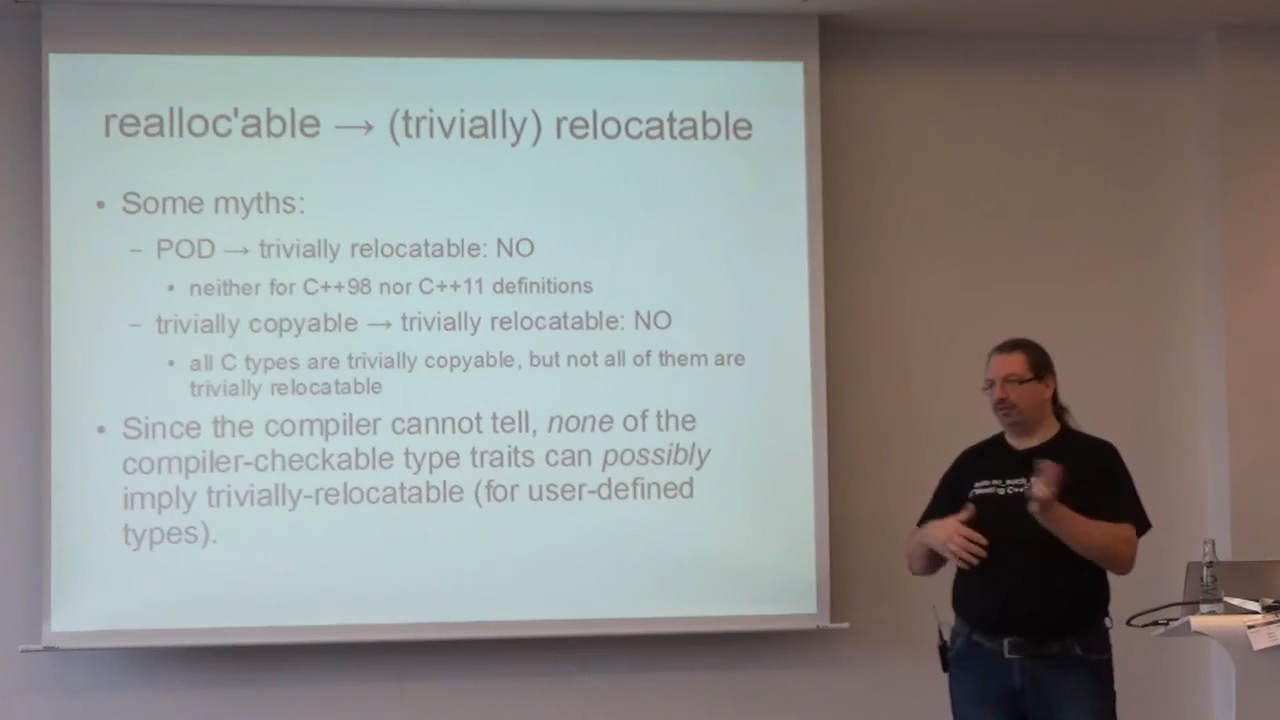 realloc'able → (trivially) relocatable
• Some myths:
– POD → trivially relocatable: NO
• neither for C++98 nor C++11 definitions
– trivially copyable → trivially relocatable: NO
• all C types are trivially copyable, but not all of them are
trivially relocatable
• Since the compiler cannot tell, none of the
compiler-checkable type traits can possibly
imply trivially-relocatable (for user-defined
types).